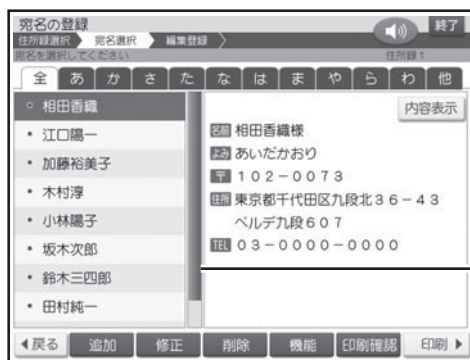 宛名の登録
終了
住所録選択 宛名選択 編集登録
宛名を選択してください 住所録1
全 あ か さ た な は ま や ら わ 他
相田香織
江口陽一
加藤裕美子
木村淳
小林陽子
坂木次郎
鈴木三四郎
田村純一
内容表示
名前 相田香織様
よみ あいだかおり
〒 102-0073
住所 東京都千代田区九段北36-43
ベルデ九段607
TEL 03-0000-0000
戻る 追加 修正 削除 機能 印刷確認 印刷